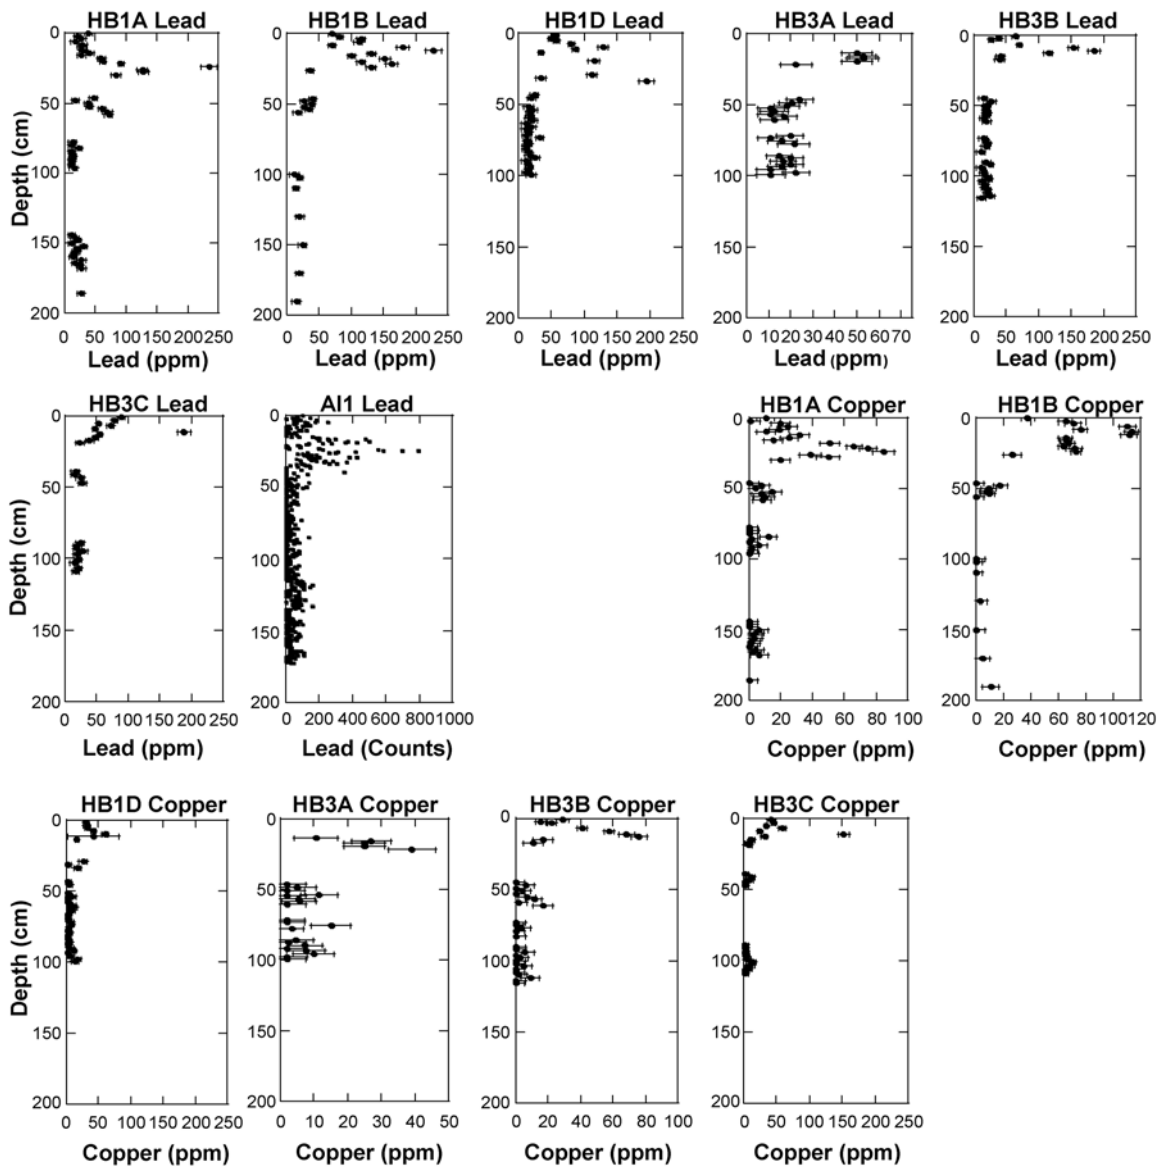 HB1A Lead HB1B Lead HB1D Lead HB3A Lead HB3B Lead
0 0 0 0 0
50 50 50 50 50
100 100 100 100 100
150 150 150 150 150
200 200 200 200 200
Depth (cm)
0 50 100 150 200 250 0 50 100 150 200 250 0 50 100 150 200 250 0 10 20 30 40 50 60 70 0 50 100 150 200 250
Lead (ppm) Lead (ppm) Lead (ppm) Lead (ppm) Lead (ppm)
HB3C Lead AI1 Lead HB1A Copper HB1B Copper
0 0 0 0
50 50 50 50
100 100 100 100
150 150 150 150
200 200 200 200
Depth (cm)
0 50 100 150 200 250 0 200 400 600 800 1000 0 20 40 60 80 100 0 20 40 60 80 100 120
Lead (ppm) Lead (Counts) Copper (ppm) Copper (ppm)
HB1D Copper HB3A Copper HB3B Copper HB3C Copper
0 0 0 0
50 50 50 50
100 100 100 100
150 150 150 150
200 200 200 200
Depth (cm)
0 50 100 150 200 250 0 10 20 30 40 50 0 20 40 60 80 100 0 50 100 150 200 250
Copper (ppm) Copper (ppm) Copper (ppm) Copper (ppm)